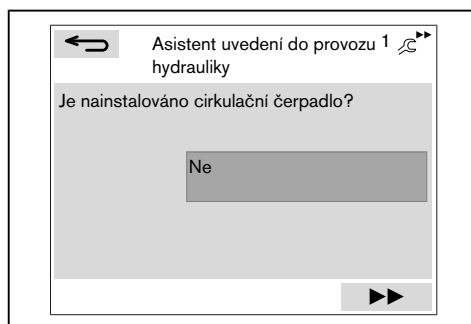 Asistent uvedení do provozu 1
hydrauliky
Je nainstalováno cirkulační čerpadlo?
Ne